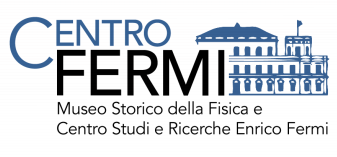 CENTRO
FERMI
Museo Storico della Fisica e
Centro Studi e Ricerche Enrico Fermi